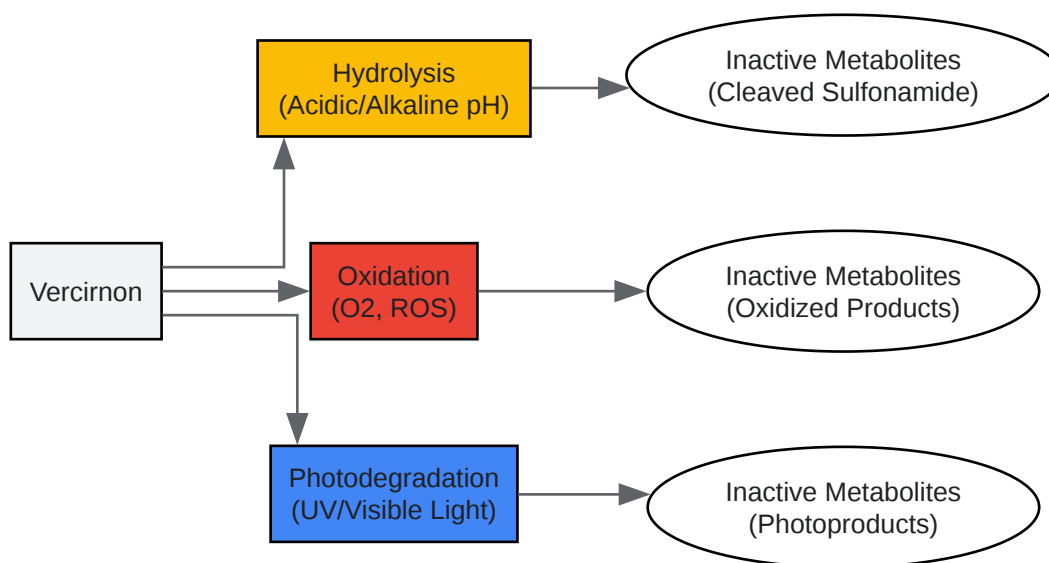 Hydrolysis
(Acidic/Alkaline pH)
Inactive Metabolites
(Cleaved Sulfonamide)
Vercirnon
Oxidation
(O2, ROS)
Inactive Metabolites
(Oxidized Products)
Photodegradation
(UV/Visible Light)
Inactive Metabolites
(Photoproducts)